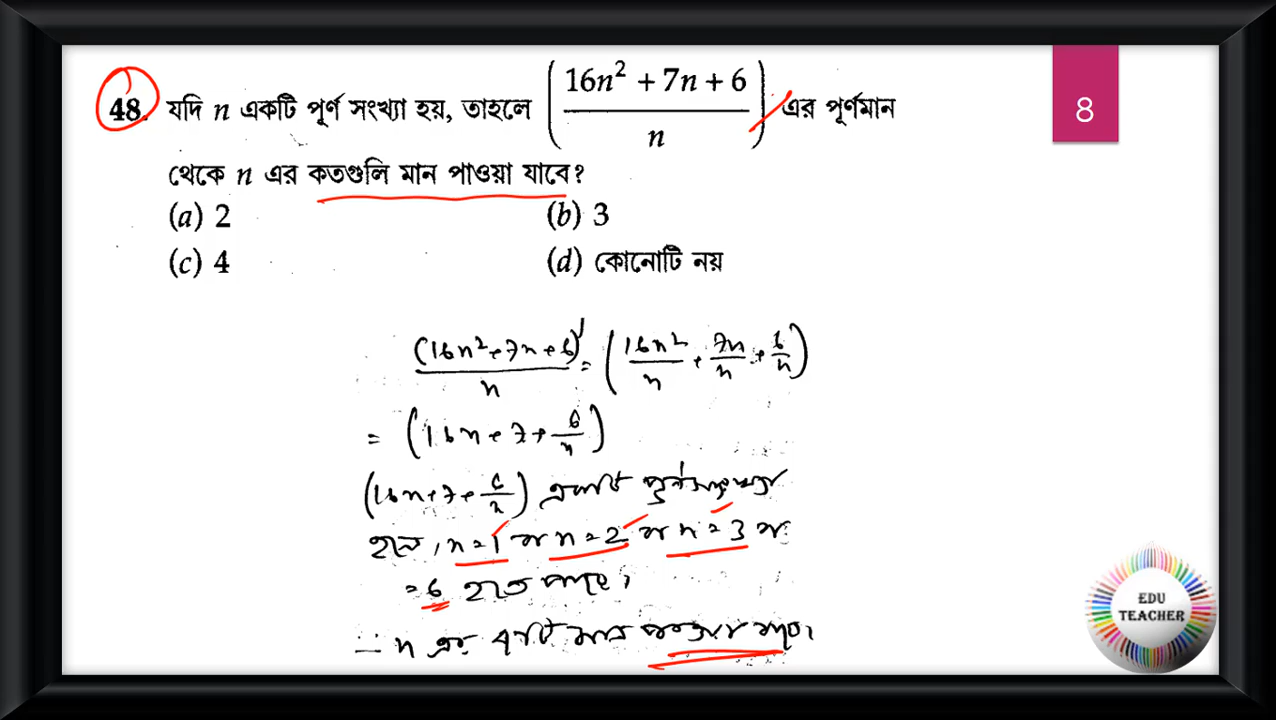 8
48. যদি n একটি পূর্ণ সংখ্যা হয়, তাহলে ( (16n² + 7n + 6) / n ) এর পূর্ণমান
থেকে n এর কতগুলি মান পাওয়া যাবে?
(a) 2 (b) 3
(c) 4 (d) কোনোটি নয়
(16n² + 7n + 6) / n = ( 16n²/n + 7n/n + 6/n )
= ( 16n + 7 + 6/n )
( 16n + 7 + 6/n ) একটি পূর্ণসংখ্যা
হলে, n = 1 বা n = 2 বা n = 3 বা
= 6 হতে পারে।
∴ n এর মান
EDU
TEACHER